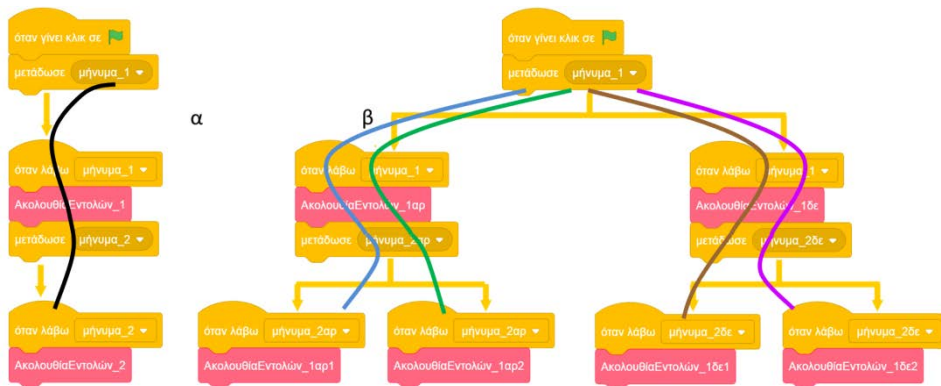 όταν γίνει κλικ σε
μετάδωσε μήνυμα_1
όταν λάβω μήνυμα_1
ΑκολουθίαΕντολών_1
μετάδωσε μήνυμα_2
όταν λάβω μήνυμα_2
ΑκολουθίαΕντολών_2
α
β
όταν γίνει κλικ σε
μετάδωσε μήνυμα_1
όταν λάβω μήνυμα_1
ΑκολουθίαΕντολών_1αρ
μετάδωσε μήνυμα_2αρ
όταν λάβω μήνυμα_1
ΑκολουθίαΕντολών_1δε
μετάδωσε μήνυμα_2δε
όταν λάβω μήνυμα_2αρ
ΑκολουθίαΕντολών_1αρ1
όταν λάβω μήνυμα_2αρ
ΑκολουθίαΕντολών_1αρ2
όταν λάβω μήνυμα_2δε
ΑκολουθίαΕντολών_1δε1
όταν λάβω μήνυμα_2δε
ΑκολουθίαΕντολών_1δε2